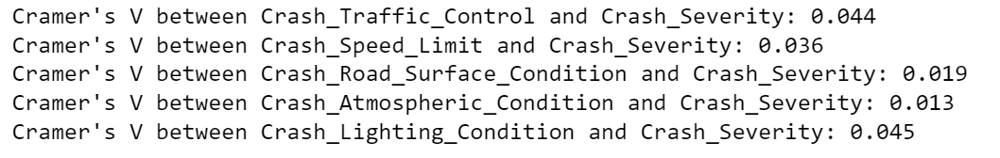 Cramer's V between Crash_Traffic_Control and Crash_Severity: 0.044
Cramer's V between Crash_Speed_Limit and Crash_Severity: 0.036
Cramer's V between Crash_Road_Surface_Condition and Crash_Severity: 0.019
Cramer's V between Crash_Atmospheric_Condition and Crash_Severity: 0.013
Cramer's V between Crash_Lighting_Condition and Crash_Severity: 0.045